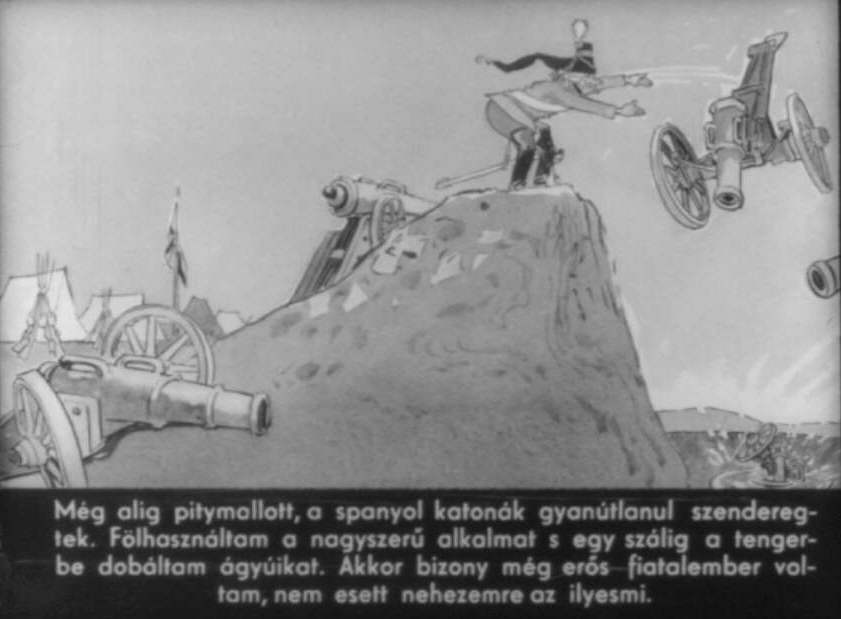 Még alig pitymallott, a spanyol katonák gyanútlanul szendereg-
tek. Fölhasználtam a nagyszerű alkalmat s egy szálig a tenger-
be dobáltam ágyúikat. Akkor bizony még erős fiatalember vol-
tam, nem esett nehezemre az ilyesmi.